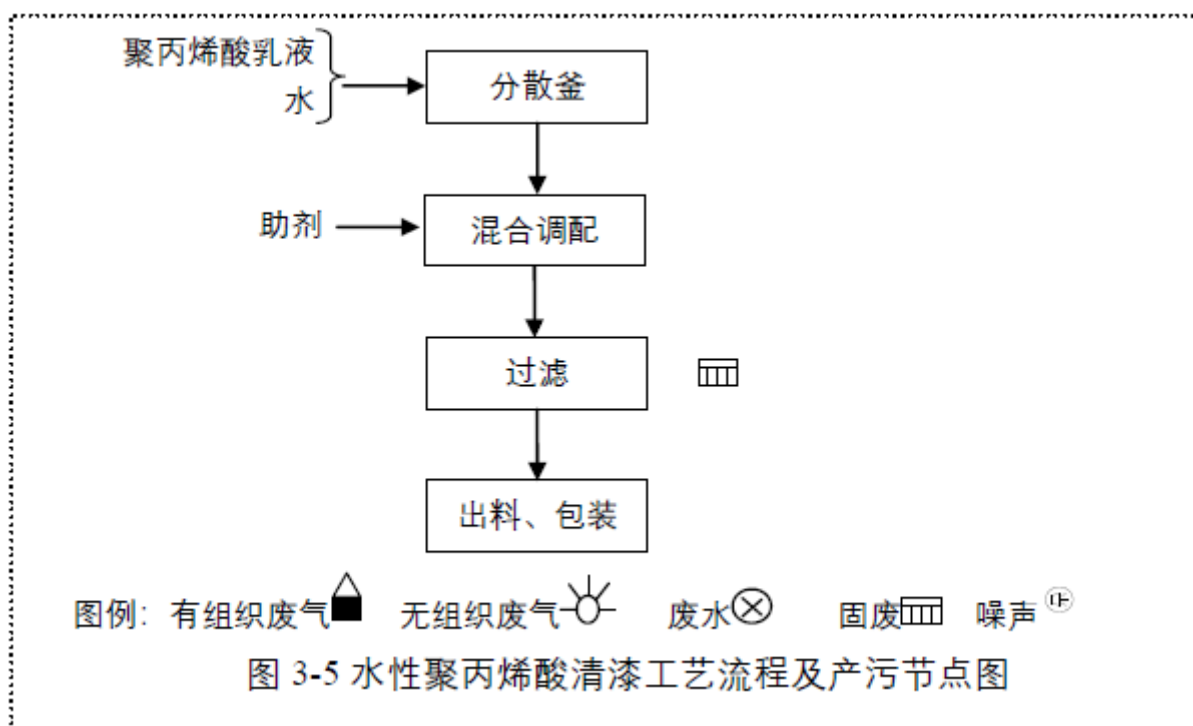 聚丙烯酸乳液
水
分散釜
助剂
混合调配
过滤
出料、包装
图例：有组织废气 无组织废气 废水 固废 噪声
图 3-5 水性聚丙烯酸清漆工艺流程及产污节点图